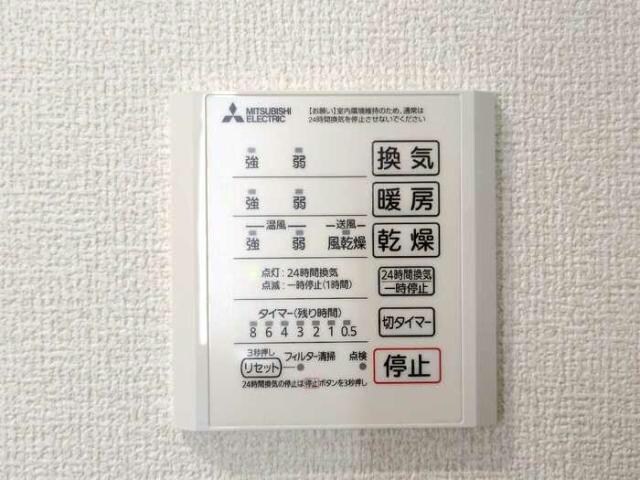 MITSUBISHI
ELECTRIC
【お願い】室内環境維持のため、通常は
24時間換気を停止させないでください
強 弱 換気
強 弱 暖房
温風 送風
強 弱 風乾燥 乾燥
点灯:24時間換気
点滅:一時停止(1時間)
24時間換気
一時停止
タイマー(残り時間)
8 6 4 3 2 1 0.5
切タイマー
3秒押し
リセット フィルター清掃 点検
停止
24時間換気の停止は停止ボタンを3秒押し